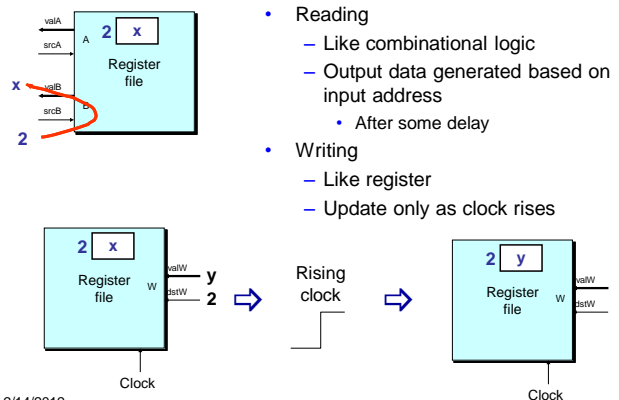 valA
srcA
A
2 x
Register
file
x
valB
srcB
B
2
• Reading
– Like combinational logic
– Output data generated based on
input address
• After some delay
• Writing
– Like register
– Update only as clock rises
2 x
Register
file
W
valW
dstW
y
2
Clock
Rising
clock
2 y
Register
file
W
valW
dstW
Clock